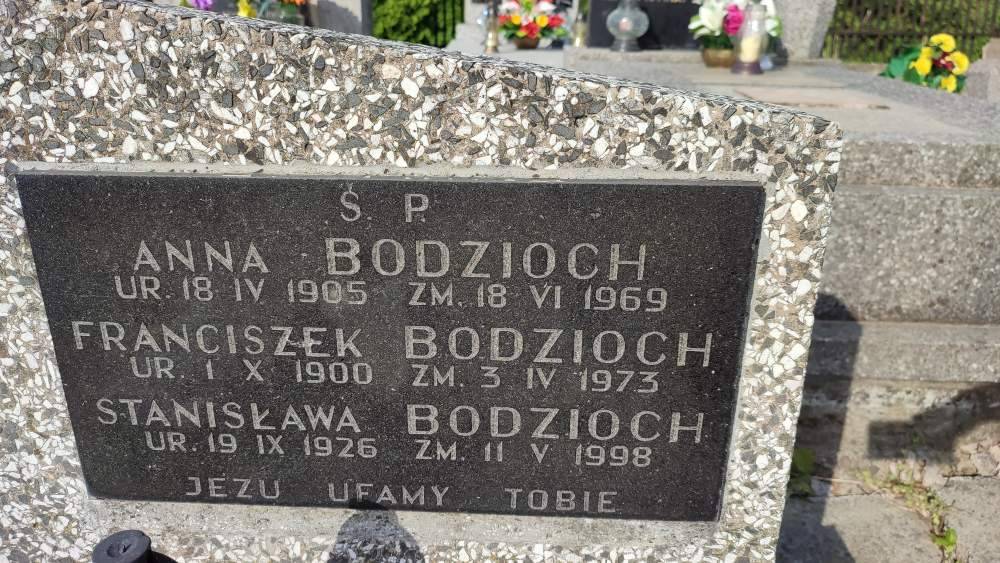 Ś. P.
ANNA BODZIOCH
UR. 18 IV 1905 ZM. 18 VI 1969
FRANCISZEK BODZIOCH
UR. 1 X 1900 ZM. 3 IV 1973
STANISŁAWA BODZIOCH
UR. 19 IX 1926 ZM. 11 V 1998
JEZU UFAMY TOBIE